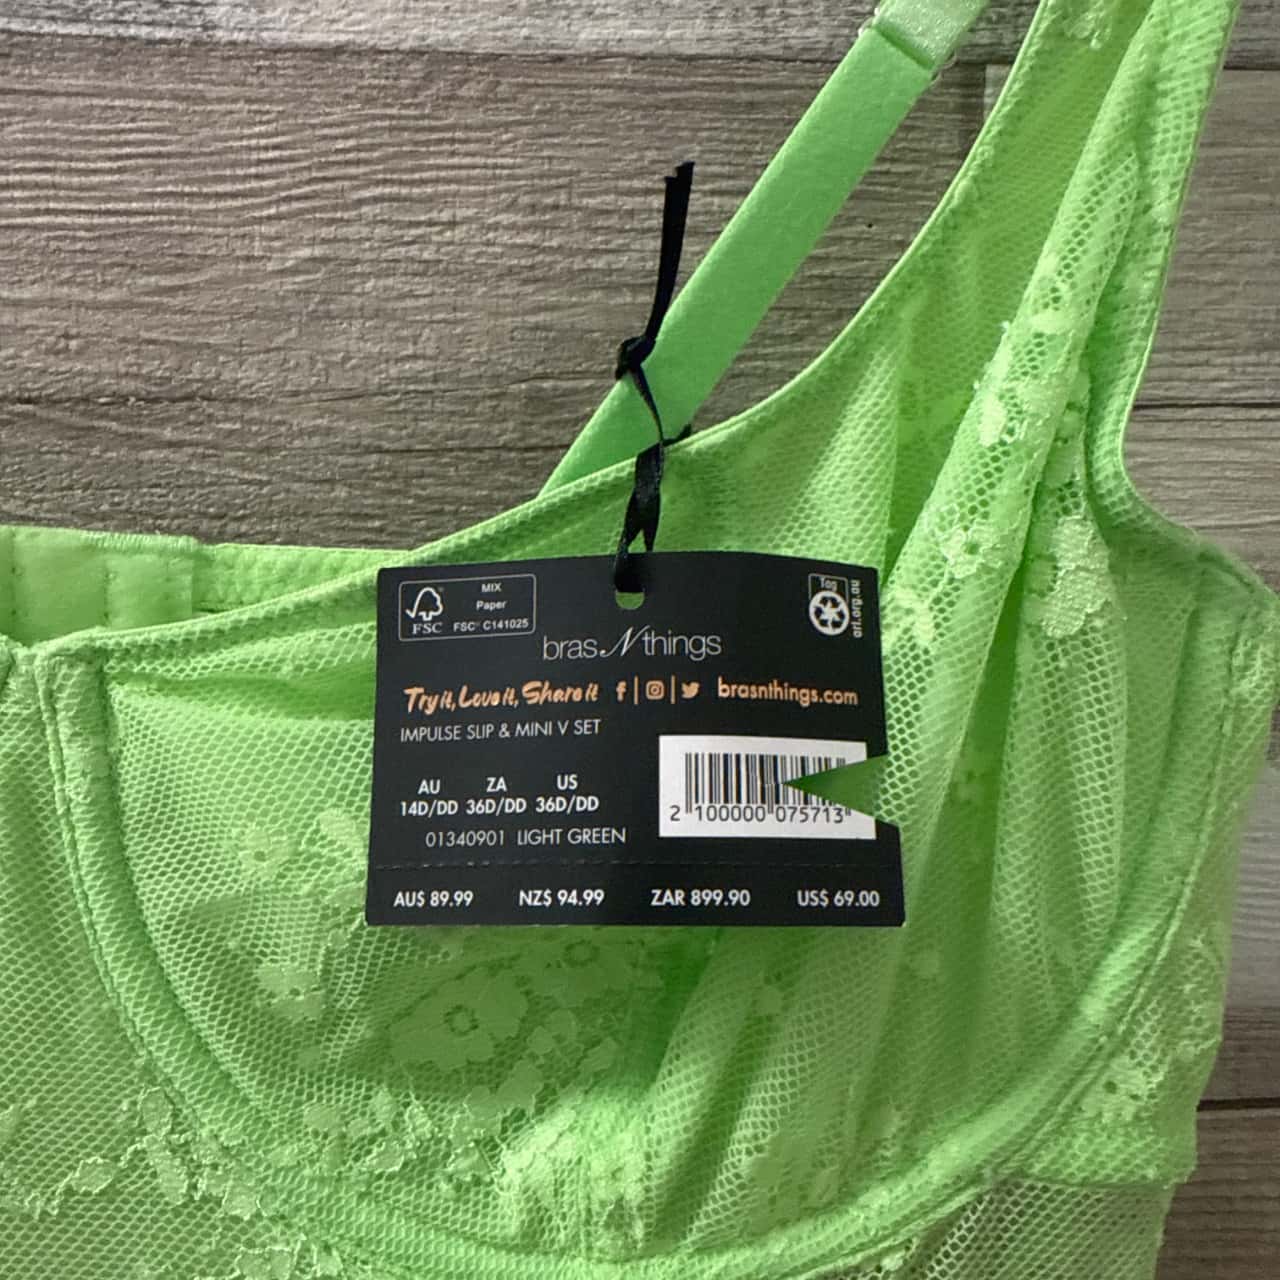 MIX
Paper
FSC FSC® C141025
Tag
arl.org.au
bras N things
Try it, Love it, Share it f | | brasnthings.com
IMPULSE SLIP & MINI V SET
AU ZA US
14D/DD 36D/DD 36D/DD
01340901 LIGHT GREEN
2 100000 075713
AU$ 89.99 NZ$ 94.99 ZAR 899.90 US$ 69.00